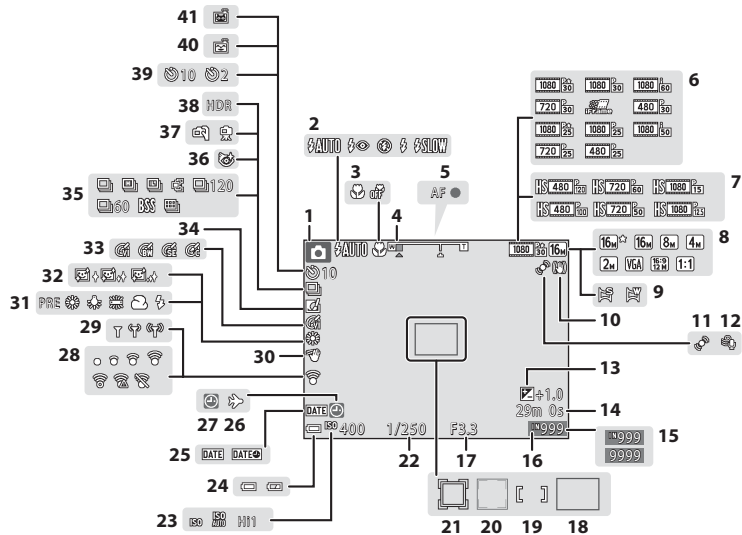 41
40
39 10 2
38 HDR
37
36
35 120
60 BSS
34
33
32
31 PRE
29
28
30
27 26
25 DATE DATE
24
23 ISO ISO AUTO Hi1
2
AUTO SLOW
3 off
4
5
AF
1 AUTO W T 1080 30 16M
10
DATE
ISO 400 1/250 F3.3 IN 999
+1.0
29m 0s
22
17
16
21 20 19 18
6
1080 30 1080 30 1080 60
720 30 480 30
1080 25 1080 25 1080 50
720 25 480 25
7
HS 480 120 HS 720 60 HS 1080 15
HS 480 100 HS 720 50 HS 1080 12.5
8
16M 16M 8M 4M
2M VGA 16:9 12M 1:1
9
10
11 12
13
14
15
IN 999
9999